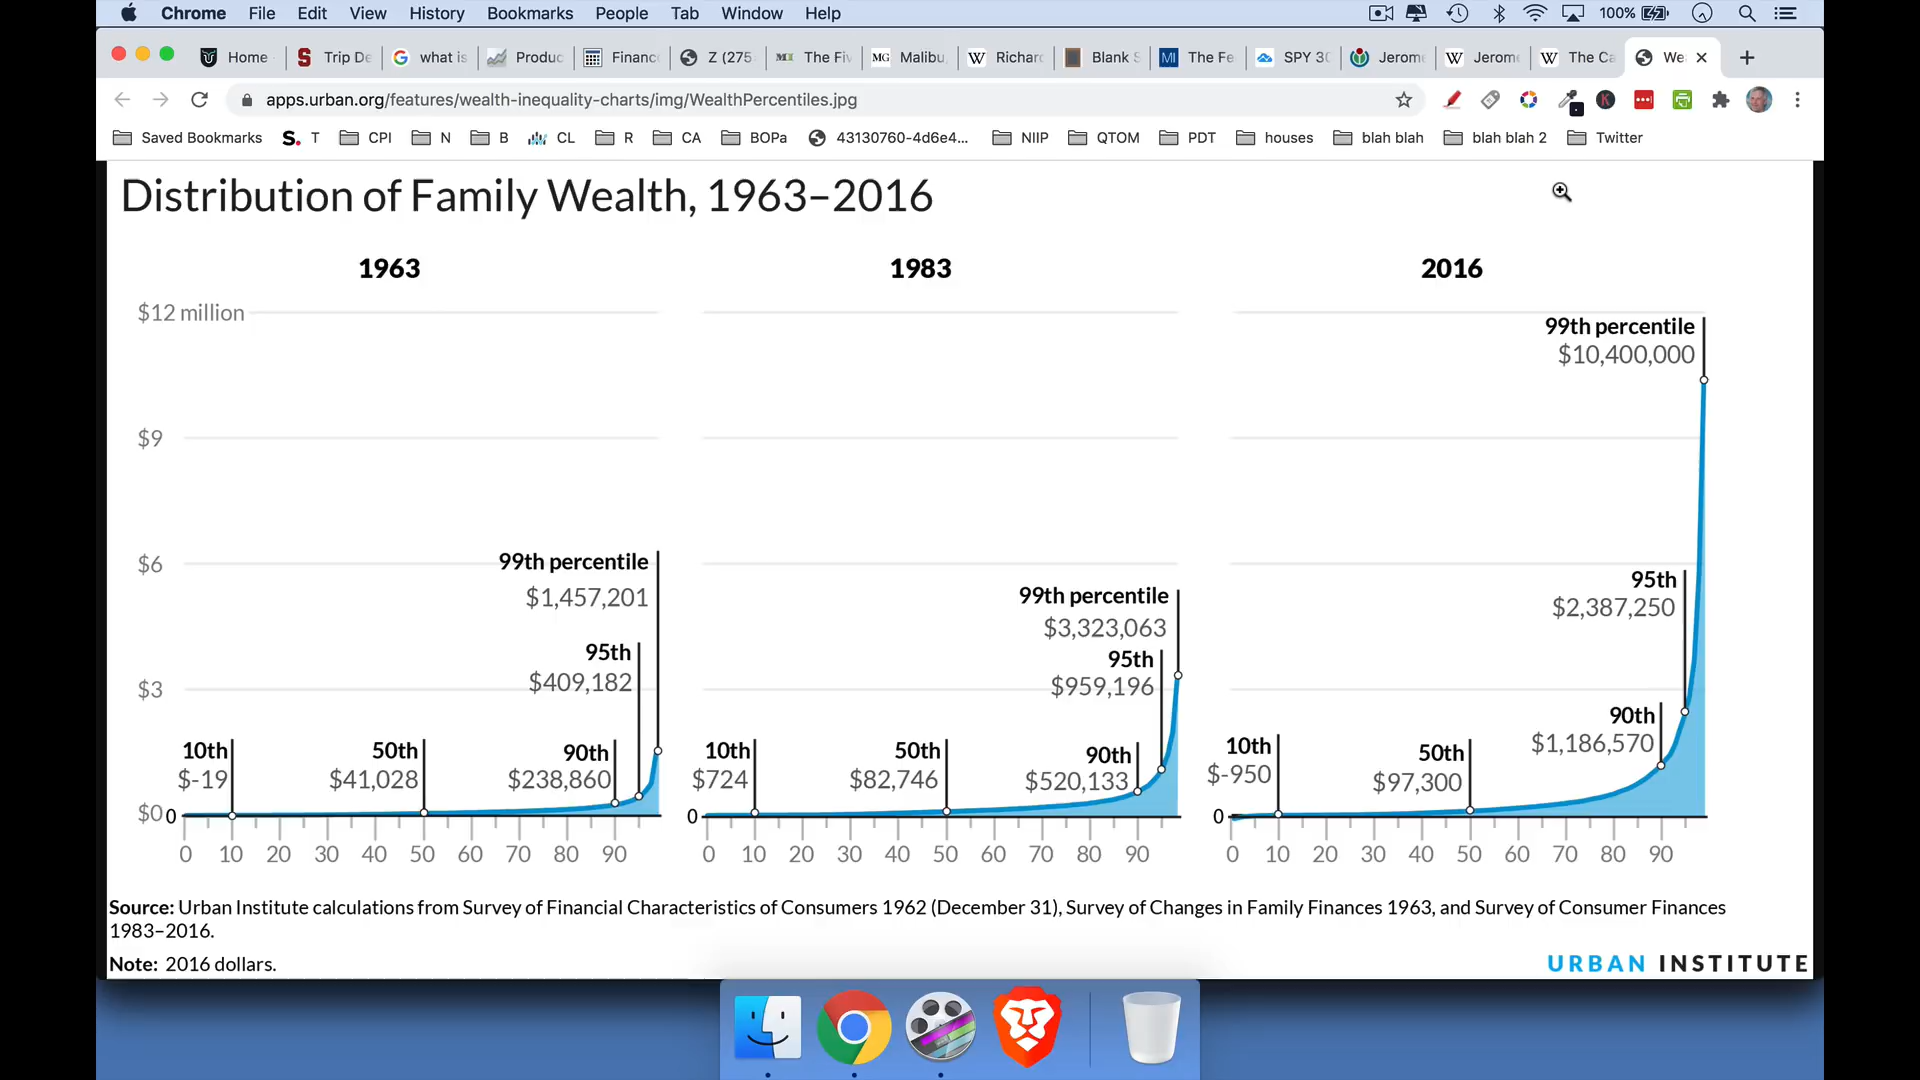 Chrome File Edit View History Bookmarks People Tab Window Help 100%
Home Trip De what is Produc Financ Z (275 The Fiv Malibu, Richar Blank S The Fe SPY 30 Jerome Jerome The Ca We
apps.urban.org/features/wealth-inequality-charts/img/WealthPercentiles.jpg
Saved Bookmarks S. T CPI N B CL R CA BOPa 43130760-4d6e4... NIIP QTOM PDT houses blah blah blah blah 2 Twitter
Distribution of Family Wealth, 1963–2016
1963 1983 2016
$12 million
$9
$6
$3
$0
99th percentile
$1,457,201
95th
$409,182
10th
$-19
50th
$41,028
90th
$238,860
0
0 10 20 30 40 50 60 70 80 90
99th percentile
$3,323,063
95th
$959,196
10th
$724
50th
$82,746
90th
$520,133
0
0 10 20 30 40 50 60 70 80 90
99th percentile
$10,400,000
95th
$2,387,250
90th
$1,186,570
10th
$-950
50th
$97,300
0
0 10 20 30 40 50 60 70 80 90
Source: Urban Institute calculations from Survey of Financial Characteristics of Consumers 1962 (December 31), Survey of Changes in Family Finances 1963, and Survey of Consumer Finances
1983–2016.
Note: 2016 dollars.
URBAN INSTITUTE